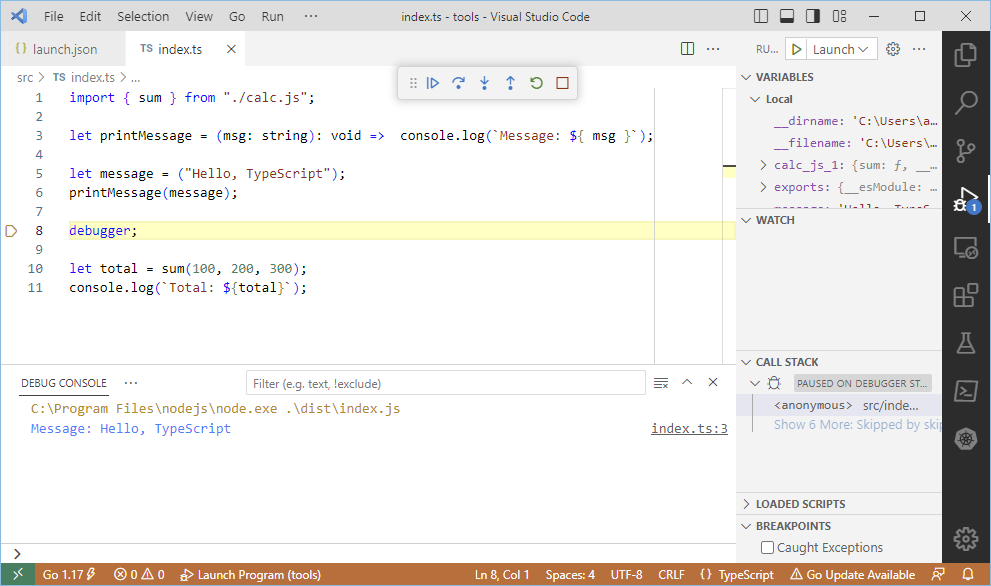 File Edit Selection View Go Run ··· index.ts - tools - Visual Studio Code
{} launch.json TS index.ts ×
RU... Launch
src > TS index.ts > ...
1 import { sum } from "./calc.js";
2
3 let printMessage = (msg: string): void =>  console.log(`Message: ${ msg }`);
4
5 let message = ("Hello, TypeScript");
6 printMessage(message);
7
8 debugger;
9
10 let total = sum(100, 200, 300);
11 console.log(`Total: ${total}`);
VARIABLES
Local
__dirname: 'C:\Users\a...
__filename: 'C:\Users\...
calc_js_1: {sum: ƒ, __...
exports: {__esModule: ...
WATCH
CALL STACK
PAUSED ON DEBUGGER ST...
<anonymous> src/inde...
Show 6 More: Skipped by skip
LOADED SCRIPTS
BREAKPOINTS
Caught Exceptions
1
DEBUG CONSOLE ···
Filter (e.g. text, !exclude)
C:\Program Files\nodejs\node.exe .\dist\index.js
Message: Hello, TypeScript index.ts:3
>
Go 1.17 0 0 Launch Program (tools) Ln 8, Col 1 Spaces: 4 UTF-8 CRLF {} TypeScript Go Update Available